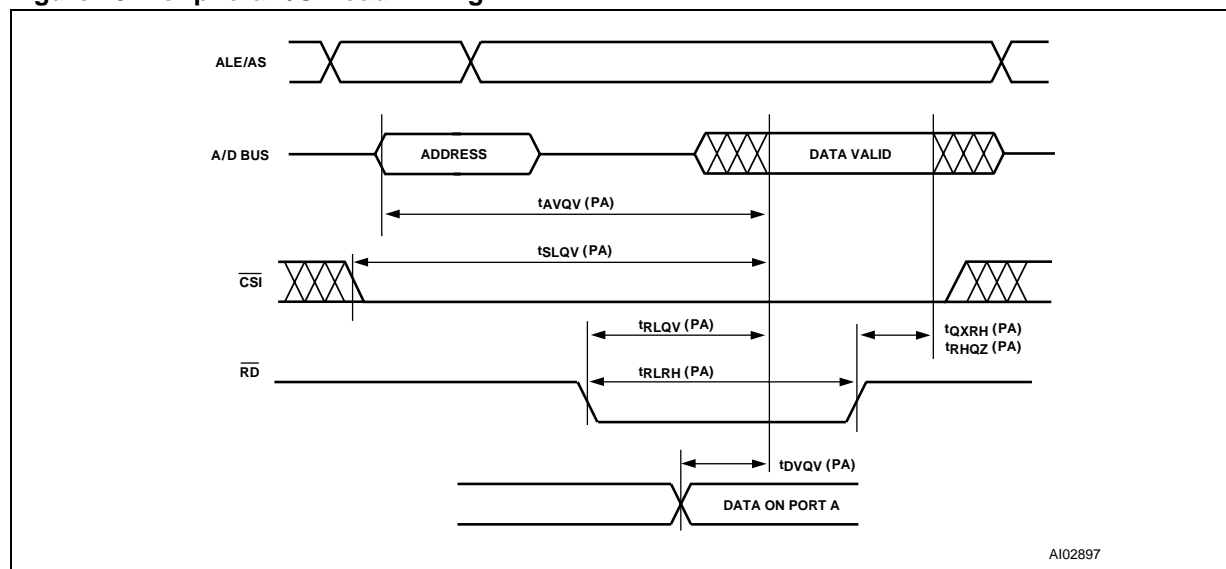 ALE/AS
A/D BUS
ADDRESS
DATA VALID
tAVQV (PA)
tSLQV (PA)
CSI
tRLQV (PA)
tQXRH (PA)
tRHQZ (PA)
RD
tRLRH (PA)
tDVQV (PA)
DATA ON PORT A
AI02897